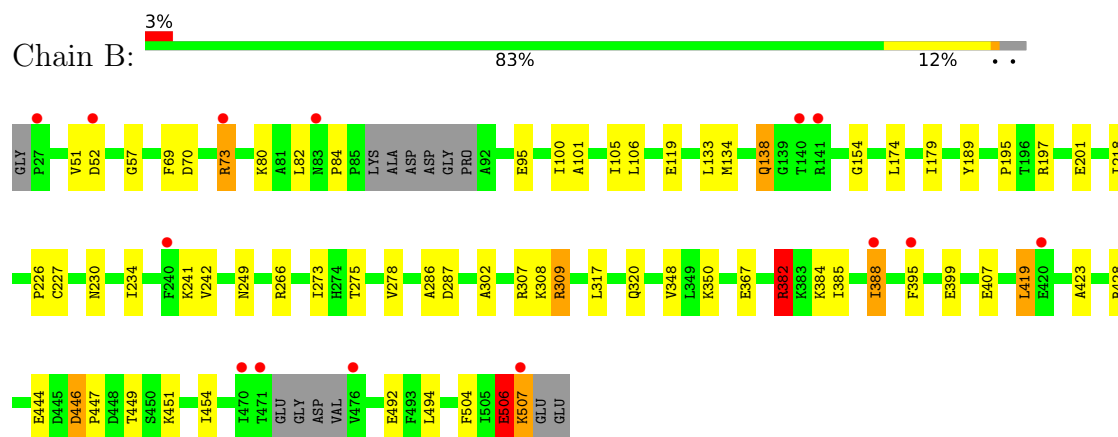 3%
Chain B:
83% 12% • •
GLY P27 V51 D52 G57 F69 D70 R73 K80 A81 L82 N83 P84 P85 LYS ALA ASP ASP GLY PRO A92 E95 I100 A101 I105 L106 E119 L133 M134 Q138 G139 T140 R141 G154 L174 I179 Y189 P195 T196 R197 E201
P226 C227 N230 I234 F240 K241 V242 N249 R266 I273 H274 T275 V278 A286 D287 A302 R307 K308 R309 L317 Q320 V348 L349 K350 E367 R382 K383 K384 I385 I388 F395 E399 E407 L419 E420 A423
E444 D445 D446 P447 D448 T449 S450 K451 I454 I470 T471 GLU GLY ASP VAL V476 E492 F493 L494 F504 I505 E506 K507 GLU GLU